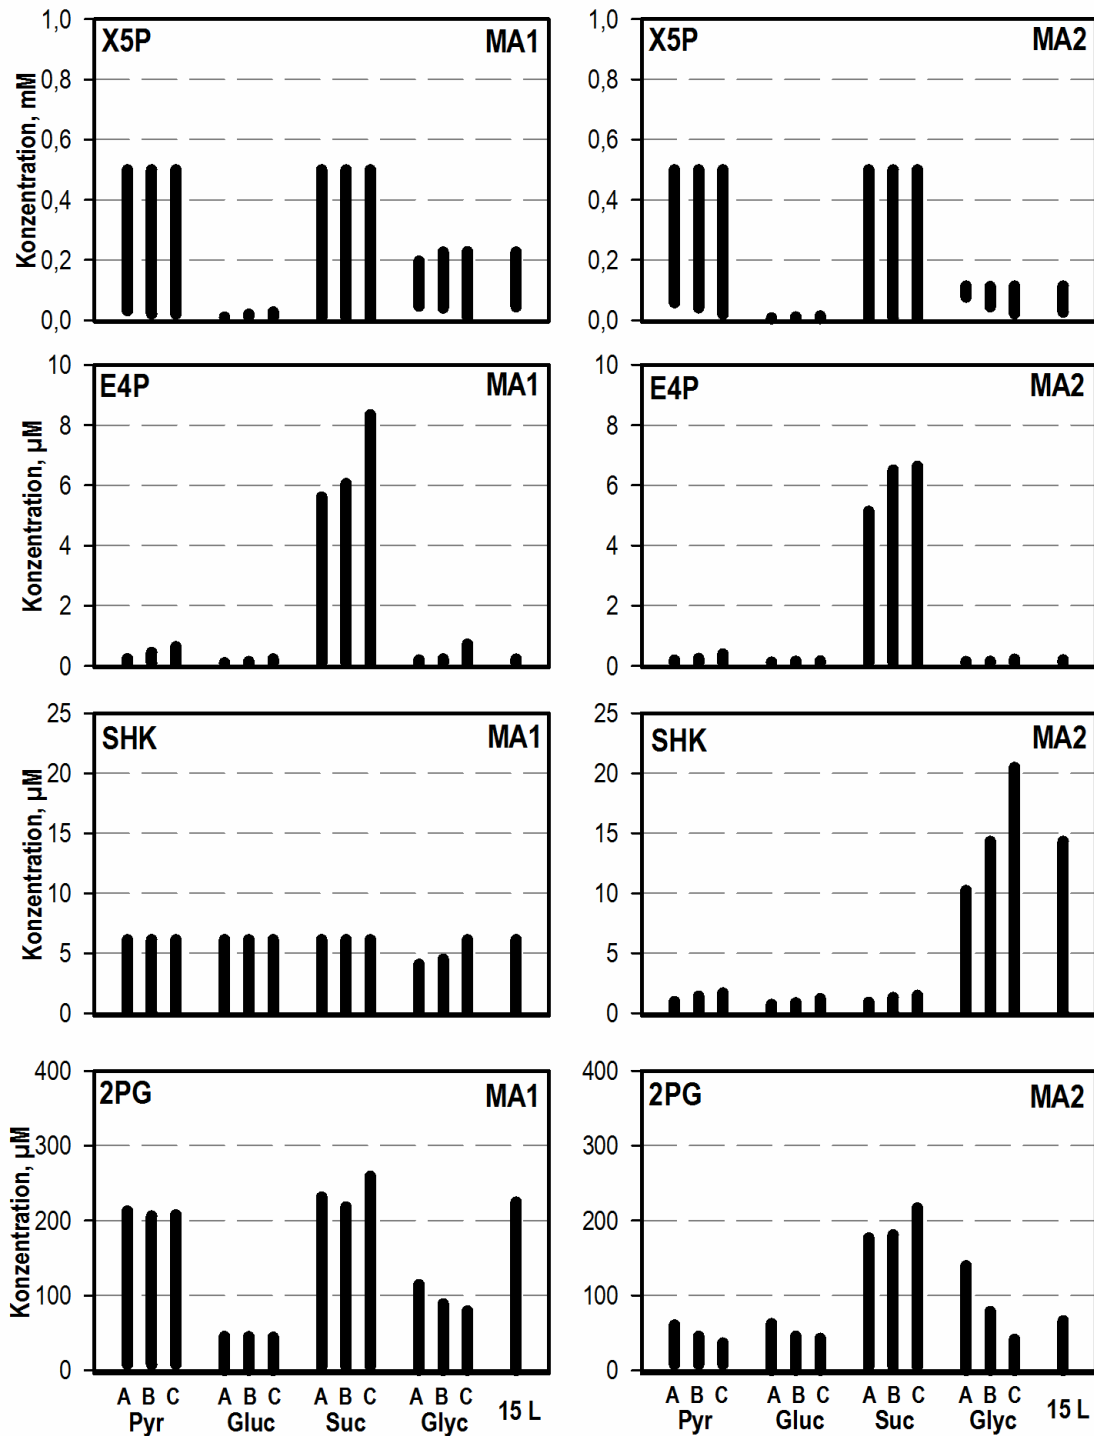 X5P MA1
Konzentration, mM
1,0
0,8
0,6
0,4
0,2
0,0
X5P MA2
1,0
0,8
0,6
0,4
0,2
0,0
E4P MA1
Konzentration, µM
10
8
6
4
2
0
E4P MA2
10
8
6
4
2
0
SHK MA1
Konzentration, µM
25
20
15
10
5
0
SHK MA2
25
20
15
10
5
0
2PG MA1
Konzentration, µM
400
300
200
100
0
A B C A B C A B C A B C 15 L
Pyr Gluc Suc Glyc
2PG MA2
400
300
200
100
0
A B C A B C A B C A B C 15 L
Pyr Gluc Suc Glyc